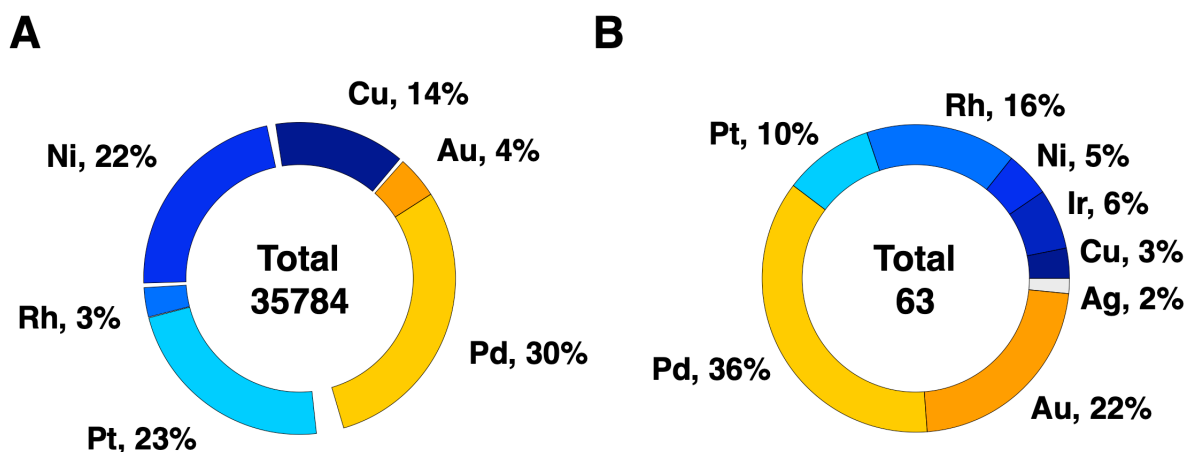 A
Cu, 14%
Au, 4%
Ni, 22%
Total
35784
Rh, 3%
Pd, 30%
Pt, 23%
B
Rh, 16%
Pt, 10%
Ni, 5%
Ir, 6%
Cu, 3%
Total
63
Ag, 2%
Pd, 36%
Au, 22%